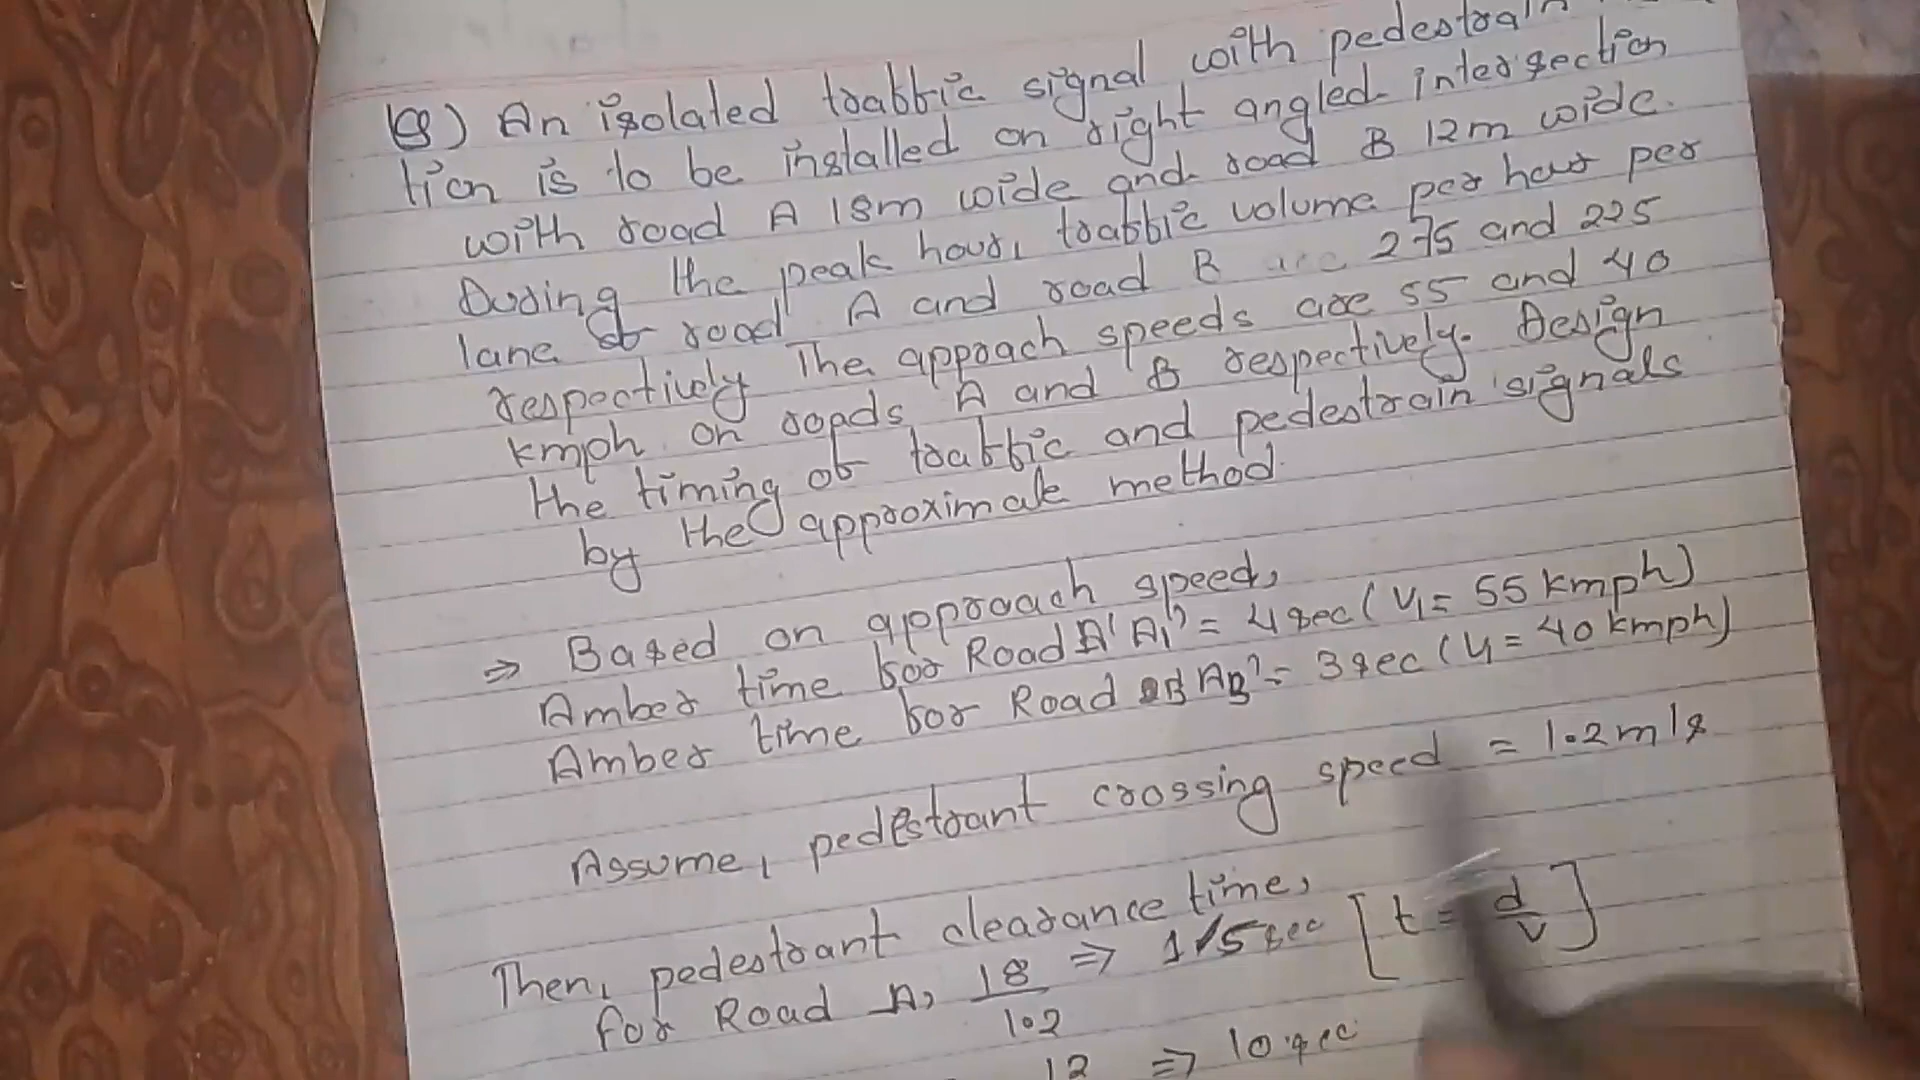 (Q) An isolated traffic signal with pedestrain
tion is to be installed on right angled intersection
with road A 18m wide and road B 12m wide.
During the peak hour, traffic volume per hour per
lane of road A and road B are 275 and 225
respectively The appoach speeds are 55 and 40
kmph on roads A and B respectively. Design
the timing of traffic and pedestrain signals
by the approximate method.
⇒ Based on approach speed,
Amber time for Road A' A1' = 4 sec (V1 = 55 kmph)
Amber time for Road B AB' = 3 sec (V = 40 kmph)
Assume, pedestrant crossing speed = 1.2 m/s
Then, pedestrant clearance time,
for Road A, 18/1.2 ⇒ 15 sec [t = d/v]
12 ⇒ 10 sec